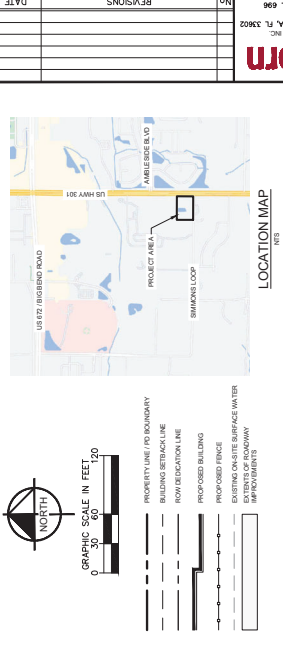 No
REVISIONS
DATE
696
A, FL 33602
INC.
orn
US 672 / BIGBEND ROAD
US HWY 301
AMBLESIDE BLVD
PROJECT AREA
SIMMONS LOOP
LOCATION MAP
NTS
NORTH
GRAPHIC SCALE IN FEET
0 30 60 120
PROPERTY LINE / PD BOUNDARY
BUILDING SETBACK LINE
ROW DEDICATION LINE
PROPOSED BUILDING
PROPOSED FENCE
EXISTING ON-SITE SURFACE WATER
EXTENTS OF ROADWAY
IMPROVEMENTS